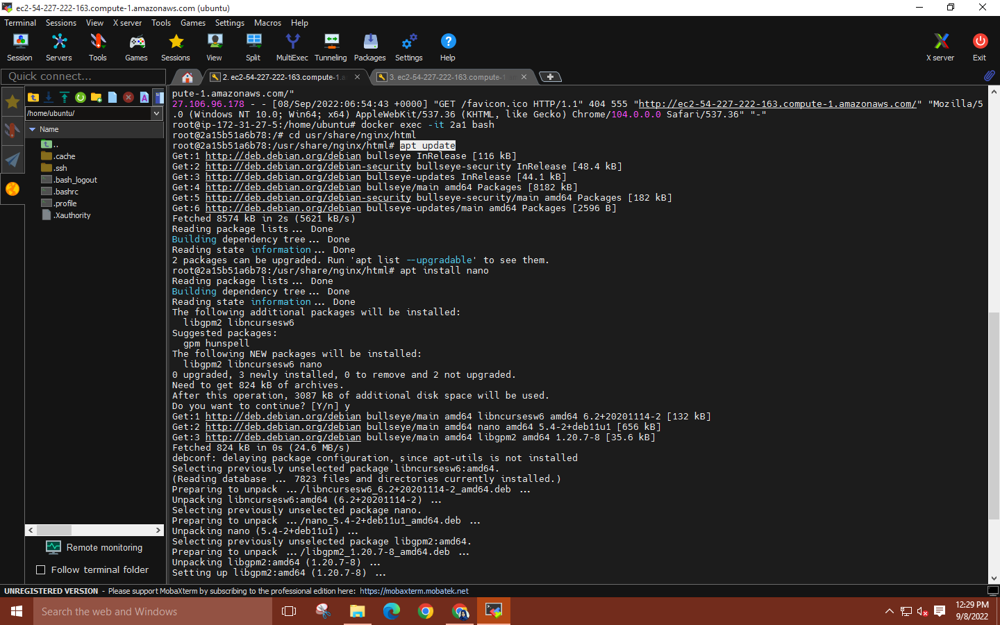 ec2-54-227-222-163.compute-1.amazonaws.com (ubuntu)
Terminal Sessions View X server Tools Games Settings Macros Help
Session Servers Tools Games Sessions View Split MultiExec Tunneling Packages Settings Help X server Exit
Quick connect...
2. ec2-54-227-222-163.compute-1.a
3. ec2-54-227-222-163.compute-1
/home/ubuntu/
Name
..
.cache
.ssh
.bash_logout
.bashrc
.profile
.Xauthority
Remote monitoring
Follow terminal folder
pute-1.amazonaws.com/"
27.106.96.178 - - [08/Sep/2022:06:54:43 +0000] "GET /favicon.ico HTTP/1.1" 404 555 "http://ec2-54-227-222-163.compute-1.amazonaws.com/" "Mozilla/5
.0 (Windows NT 10.0; Win64; x64) AppleWebKit/537.36 (KHTML, like Gecko) Chrome/104.0.0.0 Safari/537.36" "-"
root@ip-172-31-27-5:/home/ubuntu# docker exec -it 2a1 bash
root@2a15b51a6b78:/# cd usr/share/nginx/html
root@2a15b51a6b78:/usr/share/nginx/html# apt update
Get:1 http://deb.debian.org/debian bullseye InRelease [116 kB]
Get:2 http://deb.debian.org/debian-security bullseye-security InRelease [48.4 kB]
Get:3 http://deb.debian.org/debian bullseye-updates InRelease [44.1 kB]
Get:4 http://deb.debian.org/debian bullseye/main amd64 Packages [8182 kB]
Get:5 http://deb.debian.org/debian-security bullseye-security/main amd64 Packages [182 kB]
Get:6 http://deb.debian.org/debian bullseye-updates/main amd64 Packages [2596 B]
Fetched 8574 kB in 2s (5621 kB/s)
Reading package lists... Done
Building dependency tree... Done
Reading state information... Done
2 packages can be upgraded. Run 'apt list --upgradable' to see them.
root@2a15b51a6b78:/usr/share/nginx/html# apt install nano
Reading package lists... Done
Building dependency tree... Done
Reading state information... Done
The following additional packages will be installed:
libgpm2 libncursesw6
Suggested packages:
gpm hunspell
The following NEW packages will be installed:
libgpm2 libncursesw6 nano
0 upgraded, 3 newly installed, 0 to remove and 2 not upgraded.
Need to get 824 kB of archives.
After this operation, 3087 kB of additional disk space will be used.
Do you want to continue? [Y/n] y
Get:1 http://deb.debian.org/debian bullseye/main amd64 libncursesw6 amd64 6.2+20201114-2 [132 kB]
Get:2 http://deb.debian.org/debian bullseye/main amd64 nano amd64 5.4-2+deb11u1 [656 kB]
Get:3 http://deb.debian.org/debian bullseye/main amd64 libgpm2 amd64 1.20.7-8 [35.6 kB]
Fetched 824 kB in 0s (24.6 MB/s)
debconf: delaying package configuration, since apt-utils is not installed
Selecting previously unselected package libncursesw6:amd64.
(Reading database ... 7823 files and directories currently installed.)
Preparing to unpack .../libncursesw6_6.2+20201114-2_amd64.deb ...
Unpacking libncursesw6:amd64 (6.2+20201114-2) ...
Selecting previously unselected package nano.
Preparing to unpack .../nano_5.4-2+deb11u1_amd64.deb ...
Unpacking nano (5.4-2+deb11u1) ...
Selecting previously unselected package libgpm2:amd64.
Preparing to unpack .../libgpm2_1.20.7-8_amd64.deb ...
Unpacking libgpm2:amd64 (1.20.7-8) ...
Setting up libgpm2:amd64 (1.20.7-8) ...
UNREGISTERED VERSION - Please support MobaXterm by subscribing to the professional edition here: https://mobaxterm.mobatek.net
Search the web and Windows
12:29 PM
9/8/2022